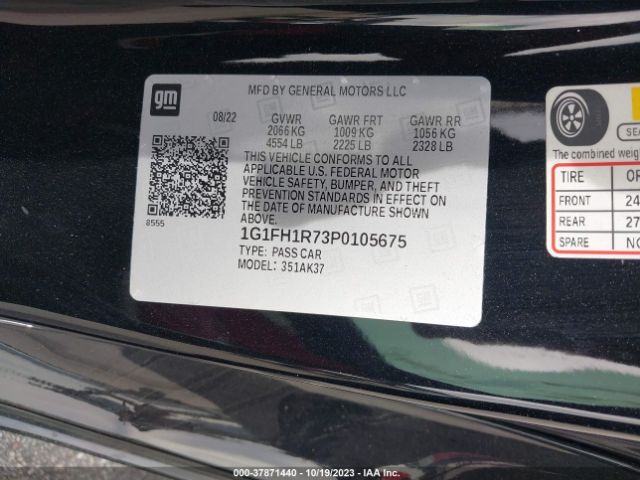 gm
MFD BY GENERAL MOTORS LLC
08/22 GVWR GAWR FRT GAWR RR
2066 KG 1009 KG 1056 KG
4554 LB 2225 LB 2328 LB
THIS VEHICLE CONFORMS TO ALL
APPLICABLE U.S. FEDERAL MOTOR
VEHICLE SAFETY, BUMPER, AND THEFT
PREVENTION STANDARDS IN EFFECT ON
THE DATE OF MANUFACTURE SHOWN
ABOVE.
8555
1G1FH1R73P0105675
TYPE: PASS CAR
MODEL: 351AK37
The combined
TIRE
FRONT 24
REAR 27
SPARE
00-37871440 - 10/19/2023 - IAA Inc.